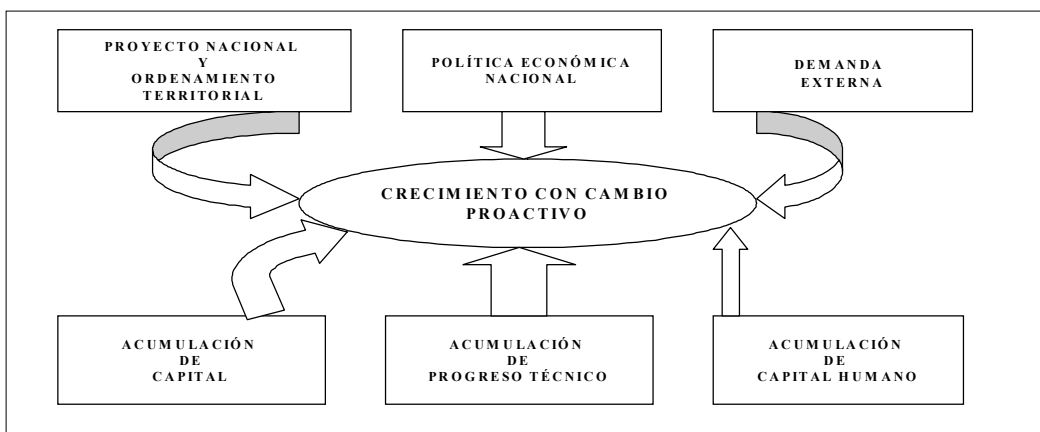 PROYECTO NACIONAL
Y
ORDENAMIENTO
TERRITORIAL
POLÍTICA ECONÓMICA
NACIONAL
DEMANDA
EXTERNA
CRECIMIENTO CON CAMBIO
PROACTIVO
ACUMULACIÓN
DE
CAPITAL
ACUMULACIÓN
DE
PROGRESO TÉCNICO
ACUMULACIÓN
DE
CAPITAL HUMANO